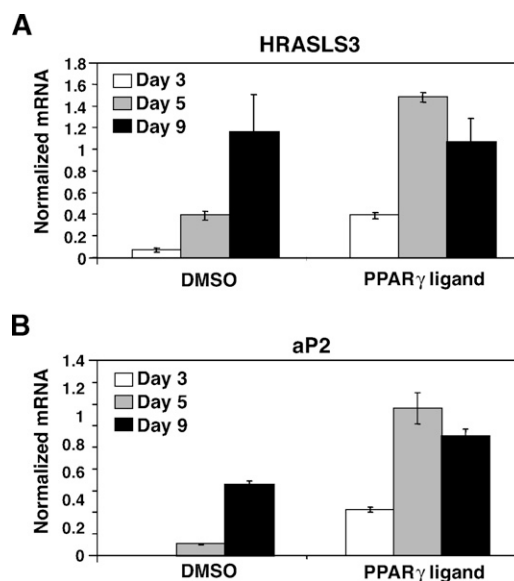 A
HRASLS3
Normalized mRNA
1.8
1.6
1.4
1.2
1
0.8
0.6
0.4
0.2
0
Day 3
Day 5
Day 9
DMSO
PPARγ ligand
B
aP2
Normalized mRNA
1.4
1.2
1
0.8
0.6
0.4
0.2
0
Day 3
Day 5
Day 9
DMSO
PPARγ ligand